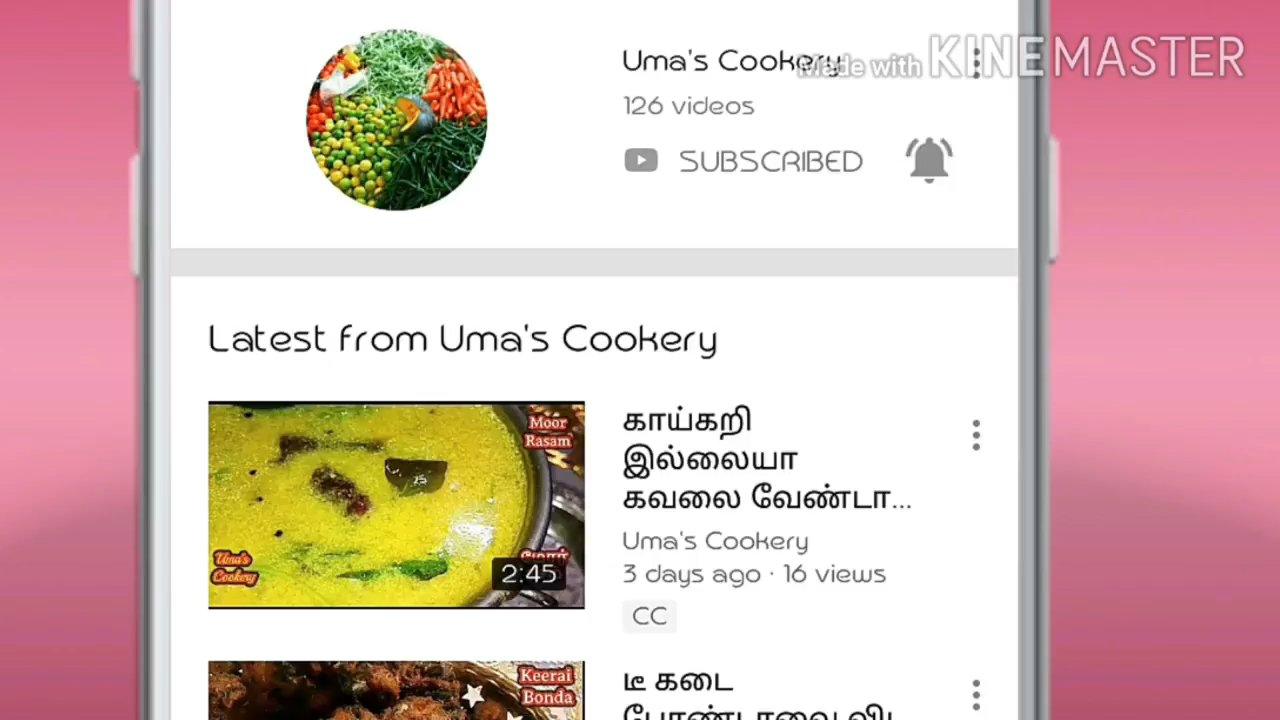 Uma's Cookery
Made with KINEMASTER
126 videos
SUBSCRIBED
Latest from Uma's Cookery
Moor
Rasam
Uma's
Cookery
மோர்
2:45
காய்கறி
இல்லையா
கவலை வேண்டா...
Uma's Cookery
3 days ago · 16 views
CC
Keerai
Bonda
டீ கடை